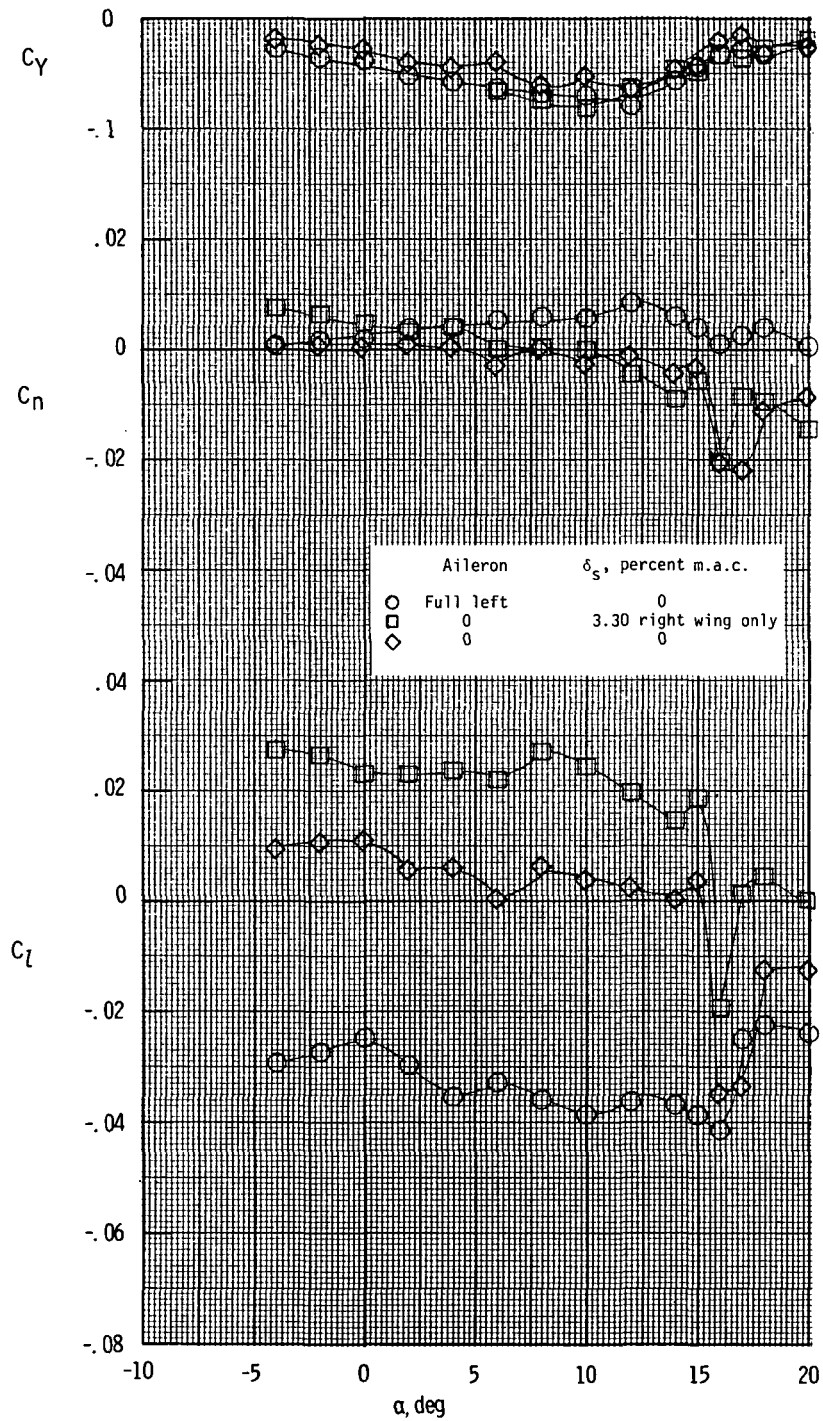 0
C_Y
-.1
.02
0
C_n
-.02
-.04
Aileron δ_s, percent m.a.c.
○ Full left 0
□ 0 3.30 right wing only
◇ 0 0
.04
.02
0
C_l
-.02
-.04
-.06
-.08
-10 -5 0 5 10 15 20
α, deg